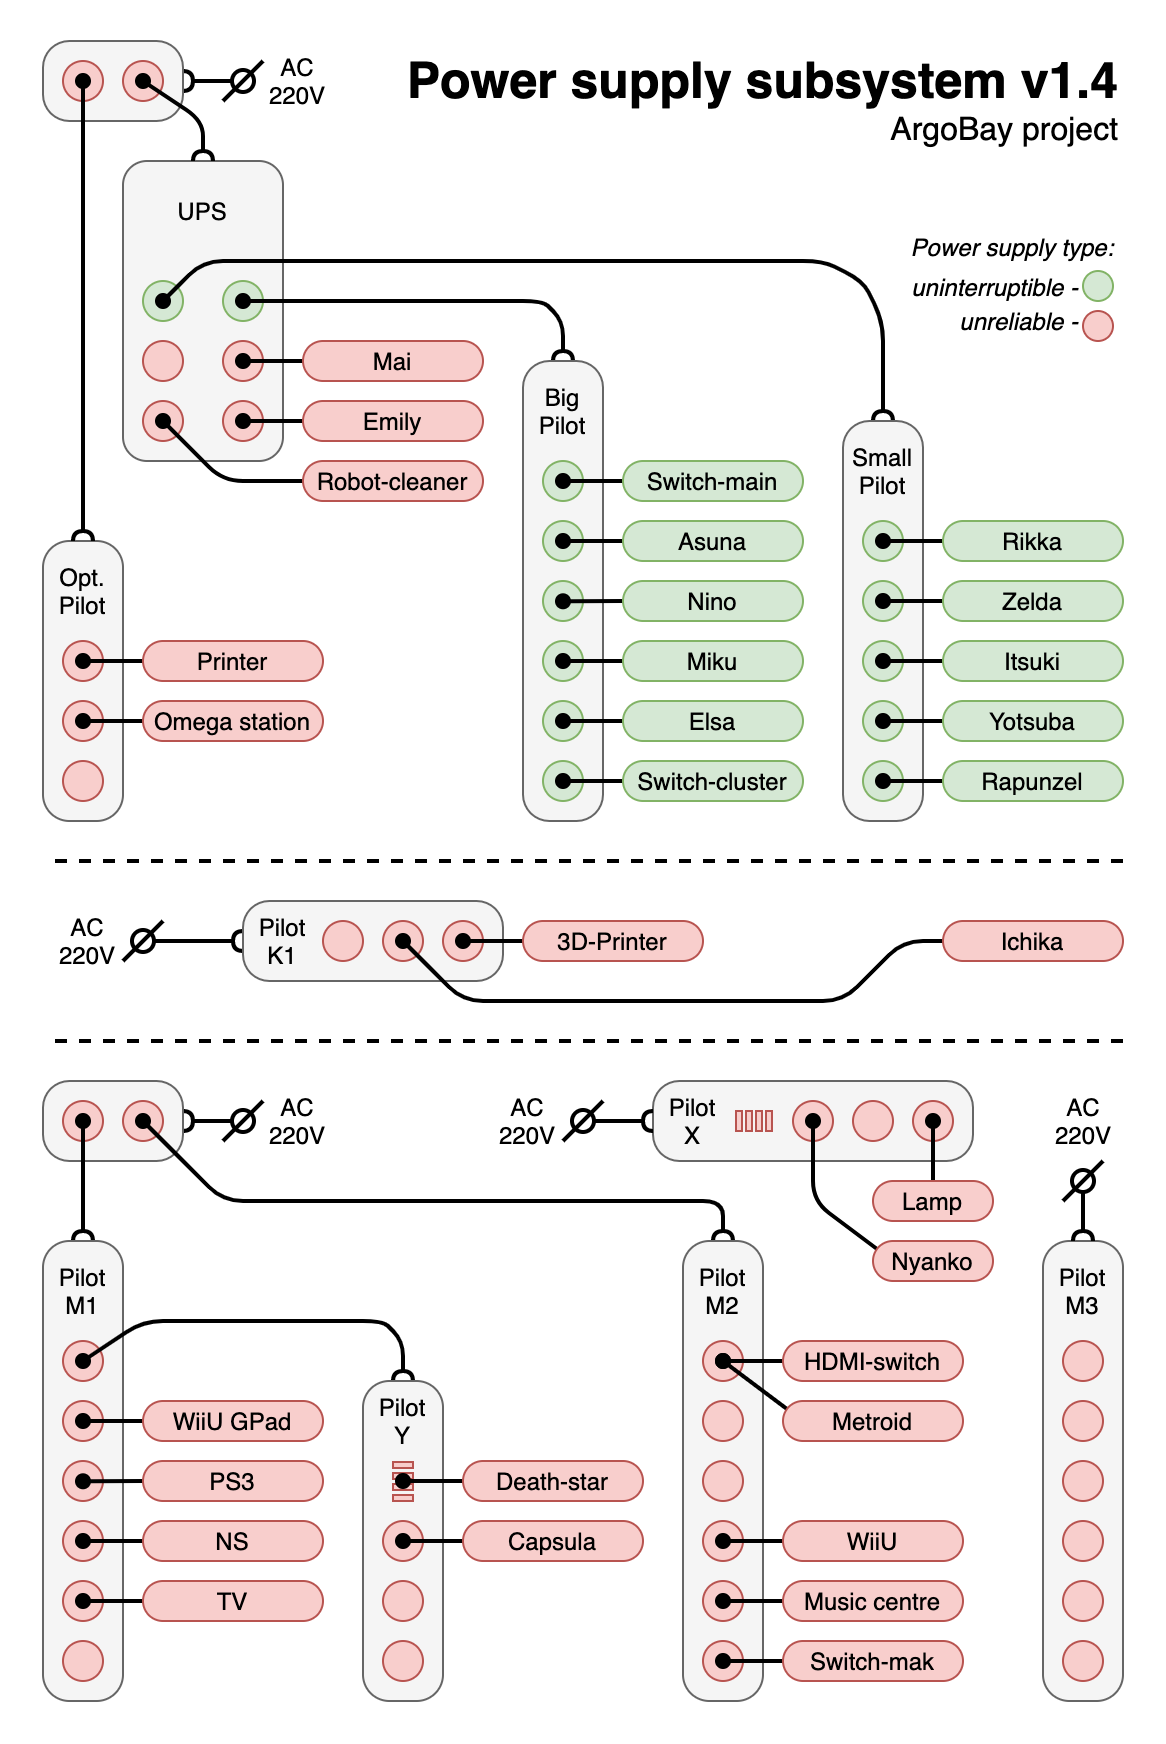 AC
220V
Power supply subsystem v1.4
ArgoBay project
UPS
Power supply type:
uninterruptible -
unreliable -
Mai
Emily
Robot-cleaner
Big
Pilot
Switch-main
Asuna
Nino
Miku
Elsa
Switch-cluster
Small
Pilot
Rikka
Zelda
Itsuki
Yotsuba
Rapunzel
Opt.
Pilot
Printer
Omega station
AC
220V
Pilot
K1
3D-Printer
Ichika
AC
220V
AC
220V
Pilot
X
Lamp
Nyanko
AC
220V
Pilot
M1
WiiU GPad
PS3
NS
TV
Pilot
Y
Death-star
Capsula
Pilot
M2
HDMI-switch
Metroid
WiiU
Music centre
Switch-mak
Pilot
M3